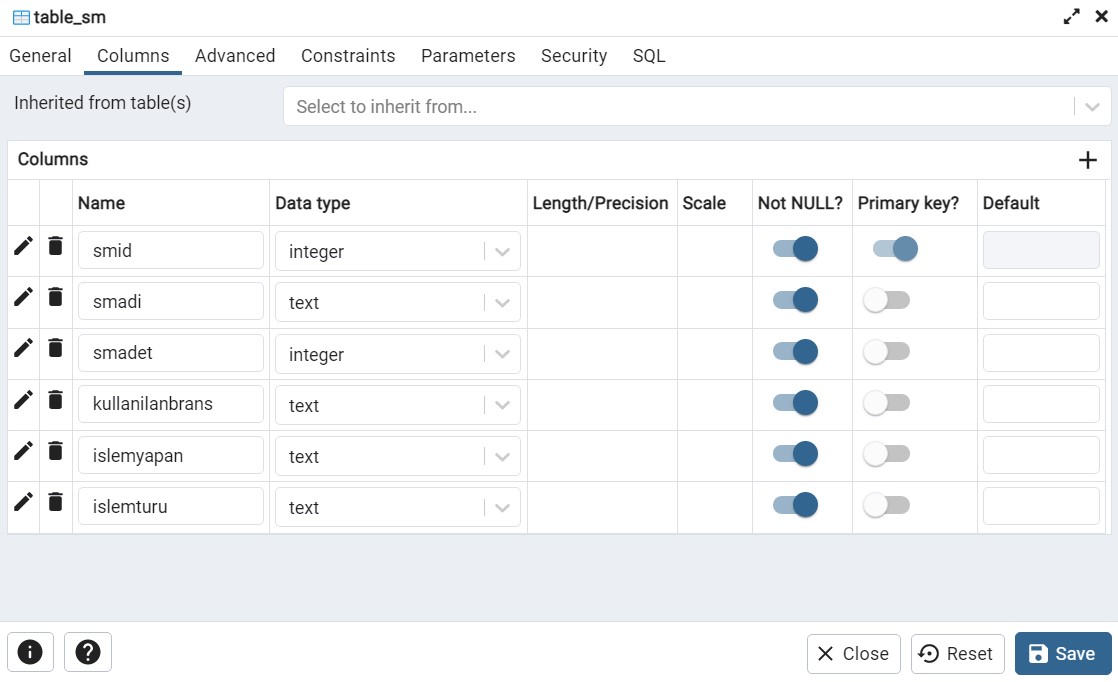 table_sm
General Columns Advanced Constraints Parameters Security SQL
Inherited from table(s) Select to inherit from...
Columns
Name Data type Length/Precision Scale Not NULL? Primary key? Default
smid integer
smadi text
smadet integer
kullanilanbrans text
islemyapan text
islemturu text
Close Reset Save